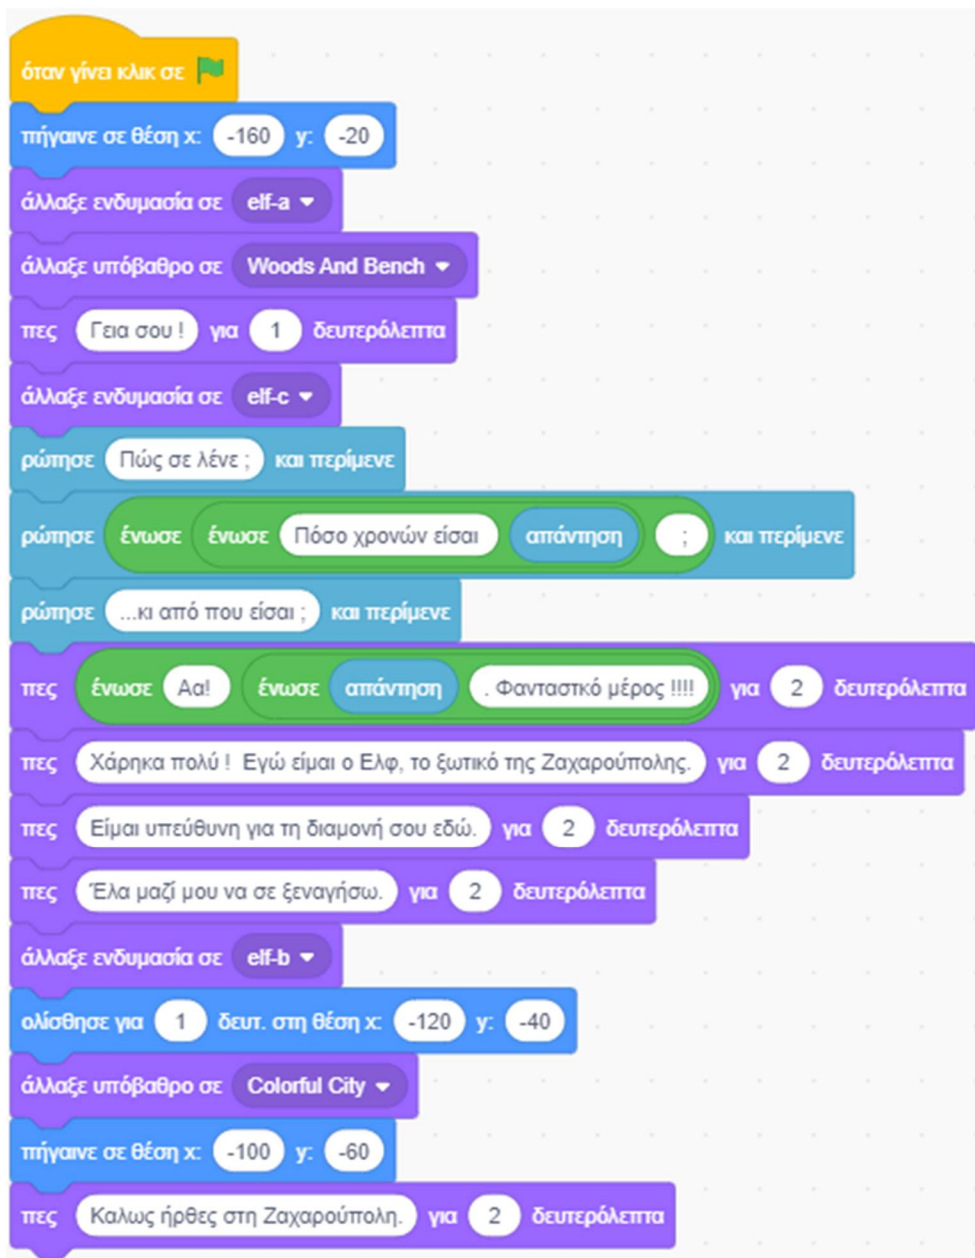 όταν γίνει κλικ σε
πήγαινε σε θέση x: -160 y: -20
άλλαξε ενδυμασία σε elf-a
άλλαξε υπόβαθρο σε Woods And Bench
πες Γεια σου ! για 1 δευτερόλεπτα
άλλαξε ενδυμασία σε elf-c
ρώτησε Πώς σε λένε ; και περίμενε
ρώτησε ένωσε ένωσε Πόσο χρονών είσαι απάντηση ; και περίμενε
ρώτησε ...κι από που είσαι ; και περίμενε
πες ένωσε Αα! ένωσε απάντηση . Φανταστκό μέρος !!!! για 2 δευτερόλεπτα
πες Χάρηκα πολύ ! Εγώ είμαι ο Ελφ, το ξωτικό της Ζαχαρούπολης. για 2 δευτερόλεπτα
πες Είμαι υπεύθυνη για τη διαμονή σου εδώ. για 2 δευτερόλεπτα
πες Έλα μαζί μου να σε ξεναγήσω. για 2 δευτερόλεπτα
άλλαξε ενδυμασία σε elf-b
ολίσθησε για 1 δευτ. στη θέση x: -120 y: -40
άλλαξε υπόβαθρο σε Colorful City
πήγαινε σε θέση x: -100 y: -60
πες Καλως ήρθες στη Ζαχαρούπολη. για 2 δευτερόλεπτα